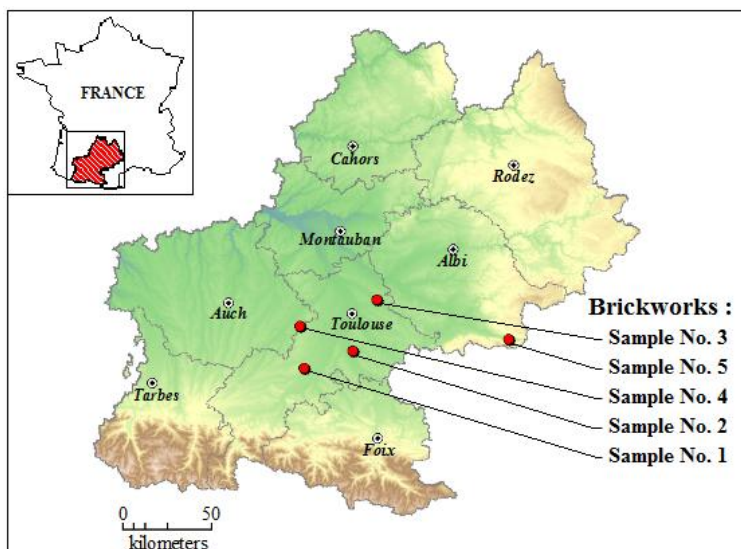 FRANCE
Cahors
Rodez
Montauban
Albi
Auch
Toulouse
Brickworks :
Sample No. 3
Sample No. 5
Sample No. 4
Sample No. 2
Sample No. 1
Tarbes
Foix
0 50
kilometers